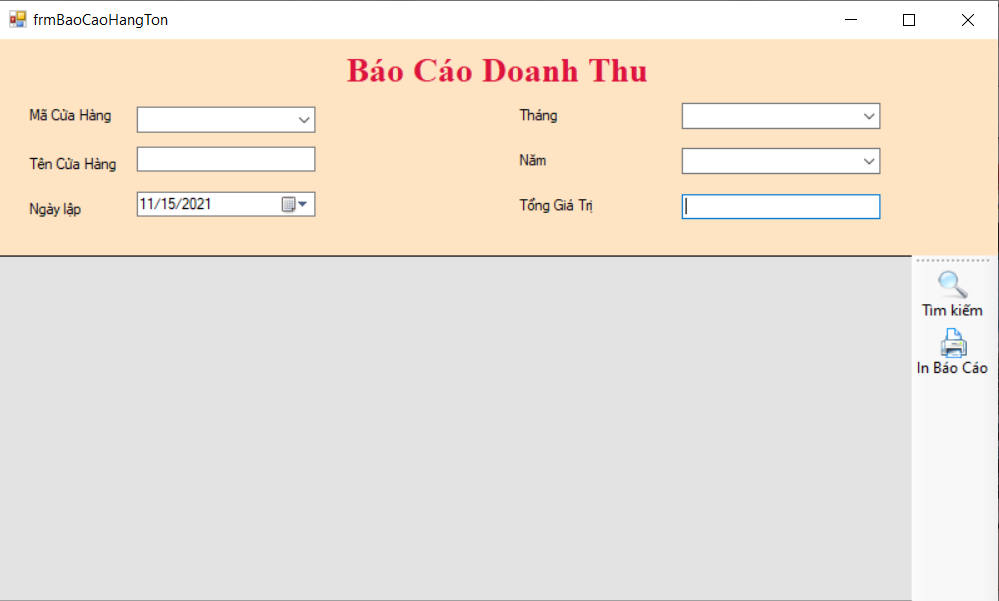 frmBaoCaoHangTon
Báo Cáo Doanh Thu
Mã Cửa Hàng
Tháng
Tên Cửa Hàng
Năm
Ngày lập 11/15/2021
Tổng Giá Trị
Tìm kiếm
In Báo Cáo